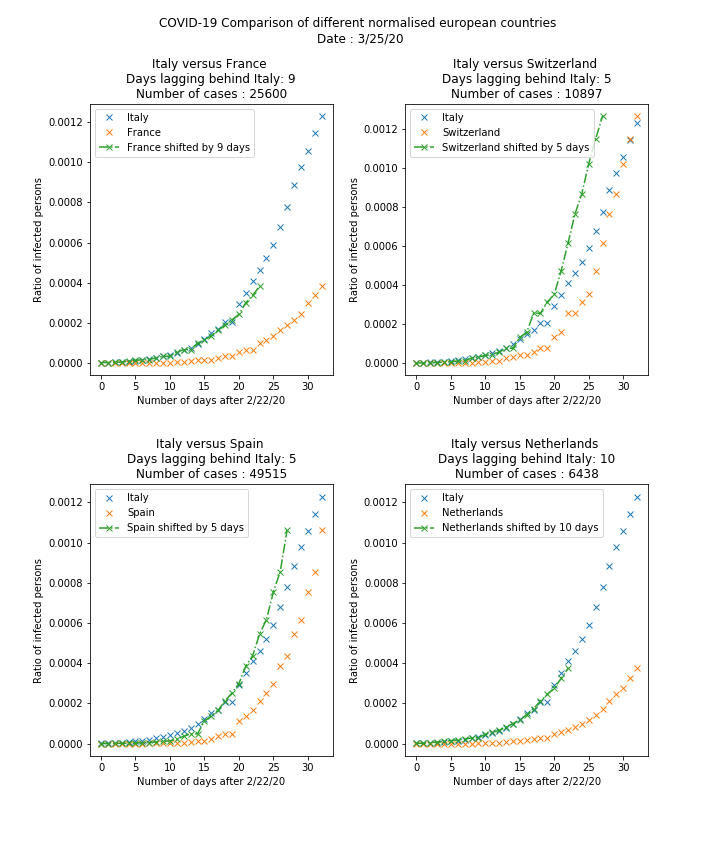 COVID-19 Comparison of different normalised european countries
Date : 3/25/20
Italy versus France
Days lagging behind Italy: 9
Number of cases : 25600
Italy
France
France shifted by 9 days
0.0012
0.0010
0.0008
0.0006
0.0004
0.0002
0.0000
Ratio of infected persons
0 5 10 15 20 25 30
Number of days after 2/22/20
Italy versus Switzerland
Days lagging behind Italy: 5
Number of cases : 10897
Italy
Switzerland
Switzerland shifted by 5 days
0.0012
0.0010
0.0008
0.0006
0.0004
0.0002
0.0000
Ratio of infected persons
0 5 10 15 20 25 30
Number of days after 2/22/20
Italy versus Spain
Days lagging behind Italy: 5
Number of cases : 49515
Italy
Spain
Spain shifted by 5 days
0.0012
0.0010
0.0008
0.0006
0.0004
0.0002
0.0000
Ratio of infected persons
0 5 10 15 20 25 30
Number of days after 2/22/20
Italy versus Netherlands
Days lagging behind Italy: 10
Number of cases : 6438
Italy
Netherlands
Netherlands shifted by 10 days
0.0012
0.0010
0.0008
0.0006
0.0004
0.0002
0.0000
Ratio of infected persons
0 5 10 15 20 25 30
Number of days after 2/22/20